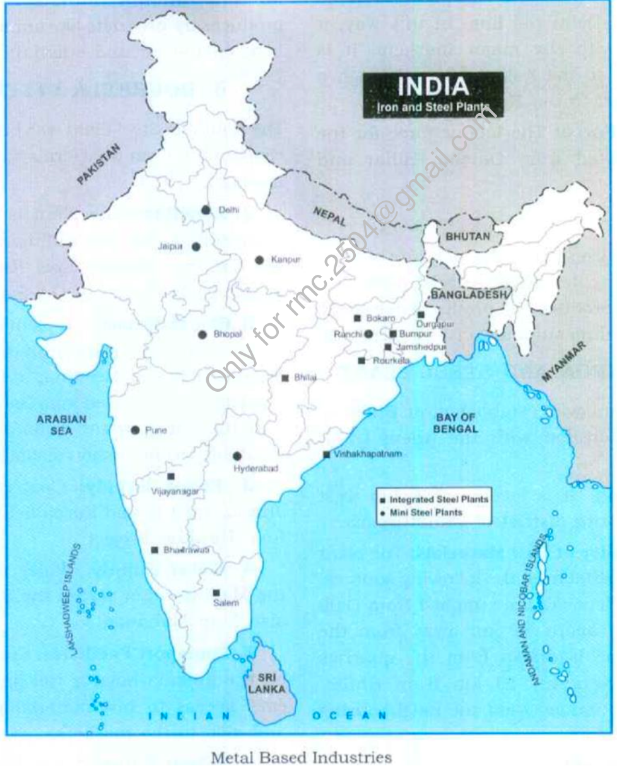 INDIA
Iron and Steel Plants
PAKISTAN
NEPAL
BHUTAN
BANGLADESH
MYANMAR
Delhi
Jaipur
Kanpur
Bokaro
Durgapur
Bhopal
Ranchi
Burnpur
Jamshedpur
Rourkela
Bhilai
ARABIAN
SEA
BAY OF
BENGAL
Pune
Hyderabad
Vishakhapatnam
Vijayanagar
Integrated Steel Plants
Mini Steel Plants
Bhadrawati
Salem
LAKSHADWEEP ISLANDS
ANDAMAN AND NICOBAR ISLANDS
SRI
LANKA
INDIAN OCEAN
Only for rmc.2504@gmail.com
Metal Based Industries